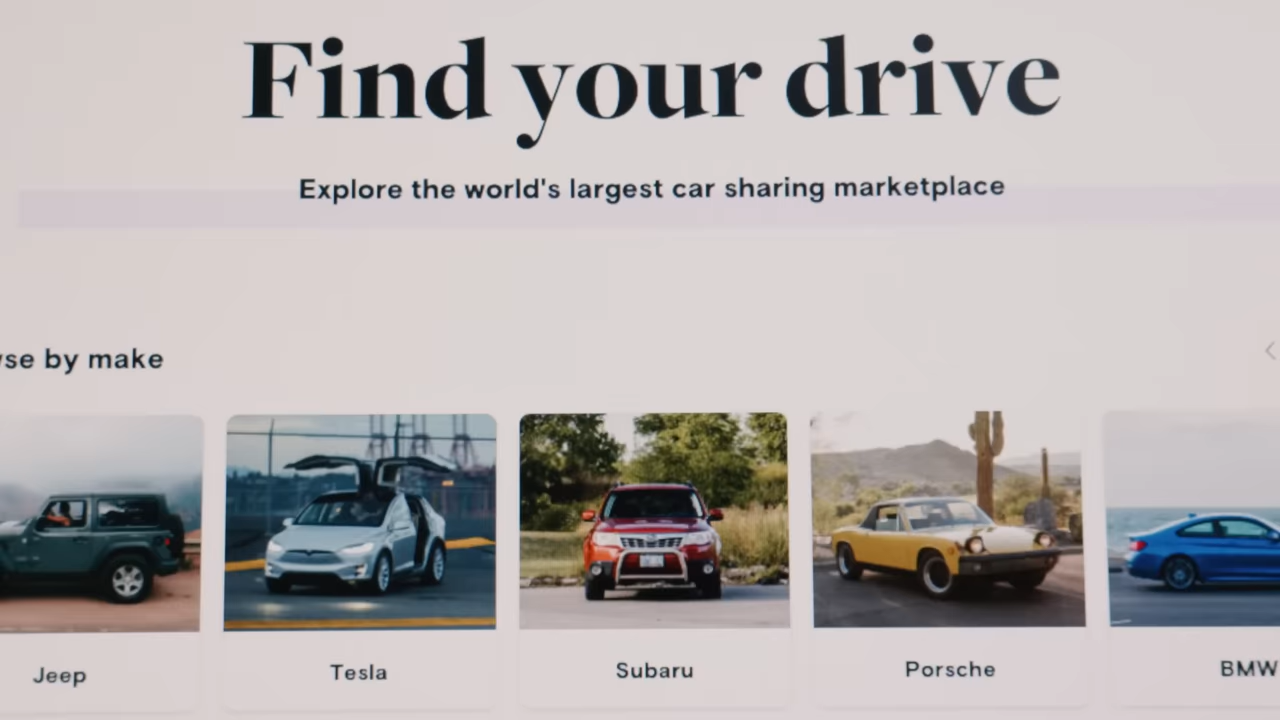 Find your drive
Explore the world's largest car sharing marketplace
se by make
Jeep
Tesla
Subaru
Porsche
BMW